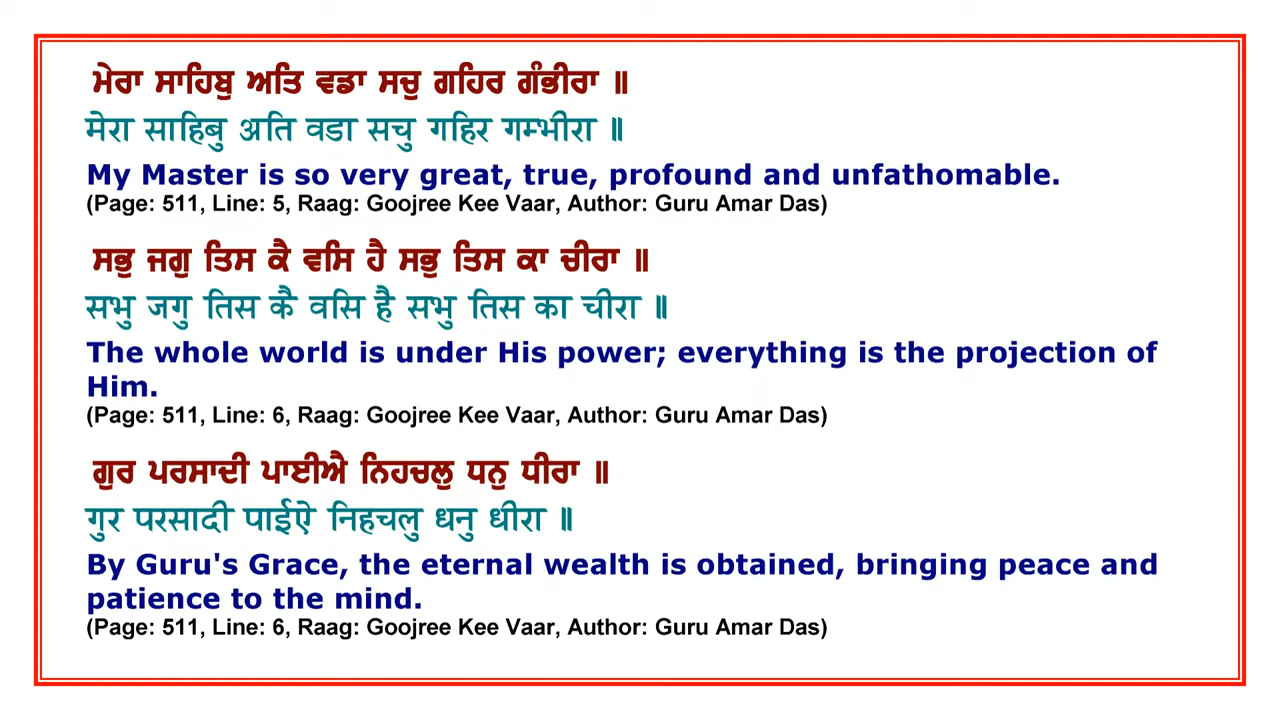 ਮੇਰਾ ਸਾਹਿਬੁ ਅਤਿ ਵਡਾ ਸਚੁ ਗਹਿਰ ਗੰਭੀਰਾ ॥
मेरा साहिबु अति वडा सचु गहिर ग्मभीरा ॥
My Master is so very great, true, profound and unfathomable.
(Page: 511, Line: 5, Raag: Goojree Kee Vaar, Author: Guru Amar Das)
ਸਭੁ ਜਗੁ ਤਿਸ ਕੈ ਵਸਿ ਹੈ ਸਭੁ ਤਿਸ ਕਾ ਚੀਰਾ ॥
सभु जगु तिस कै वसि है सभु तिस का चीरा ॥
The whole world is under His power; everything is the projection of
Him.
(Page: 511, Line: 6, Raag: Goojree Kee Vaar, Author: Guru Amar Das)
ਗੁਰ ਪਰਸਾਦੀ ਪਾਈਐ ਨਿਹਚਲੁ ਧਨੁ ਧੀਰਾ ॥
गुर परसादी पाईऐ निहचलु धनु धीरा ॥
By Guru's Grace, the eternal wealth is obtained, bringing peace and
patience to the mind.
(Page: 511, Line: 6, Raag: Goojree Kee Vaar, Author: Guru Amar Das)